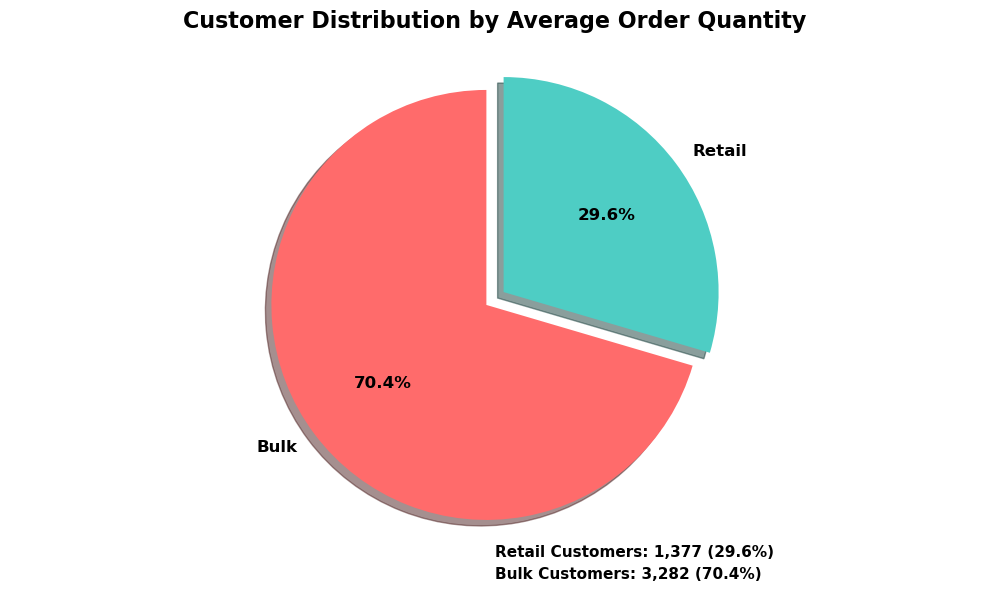 Customer Distribution by Average Order Quantity
Retail
29.6%
70.4%
Bulk
Retail Customers: 1,377 (29.6%)
Bulk Customers: 3,282 (70.4%)